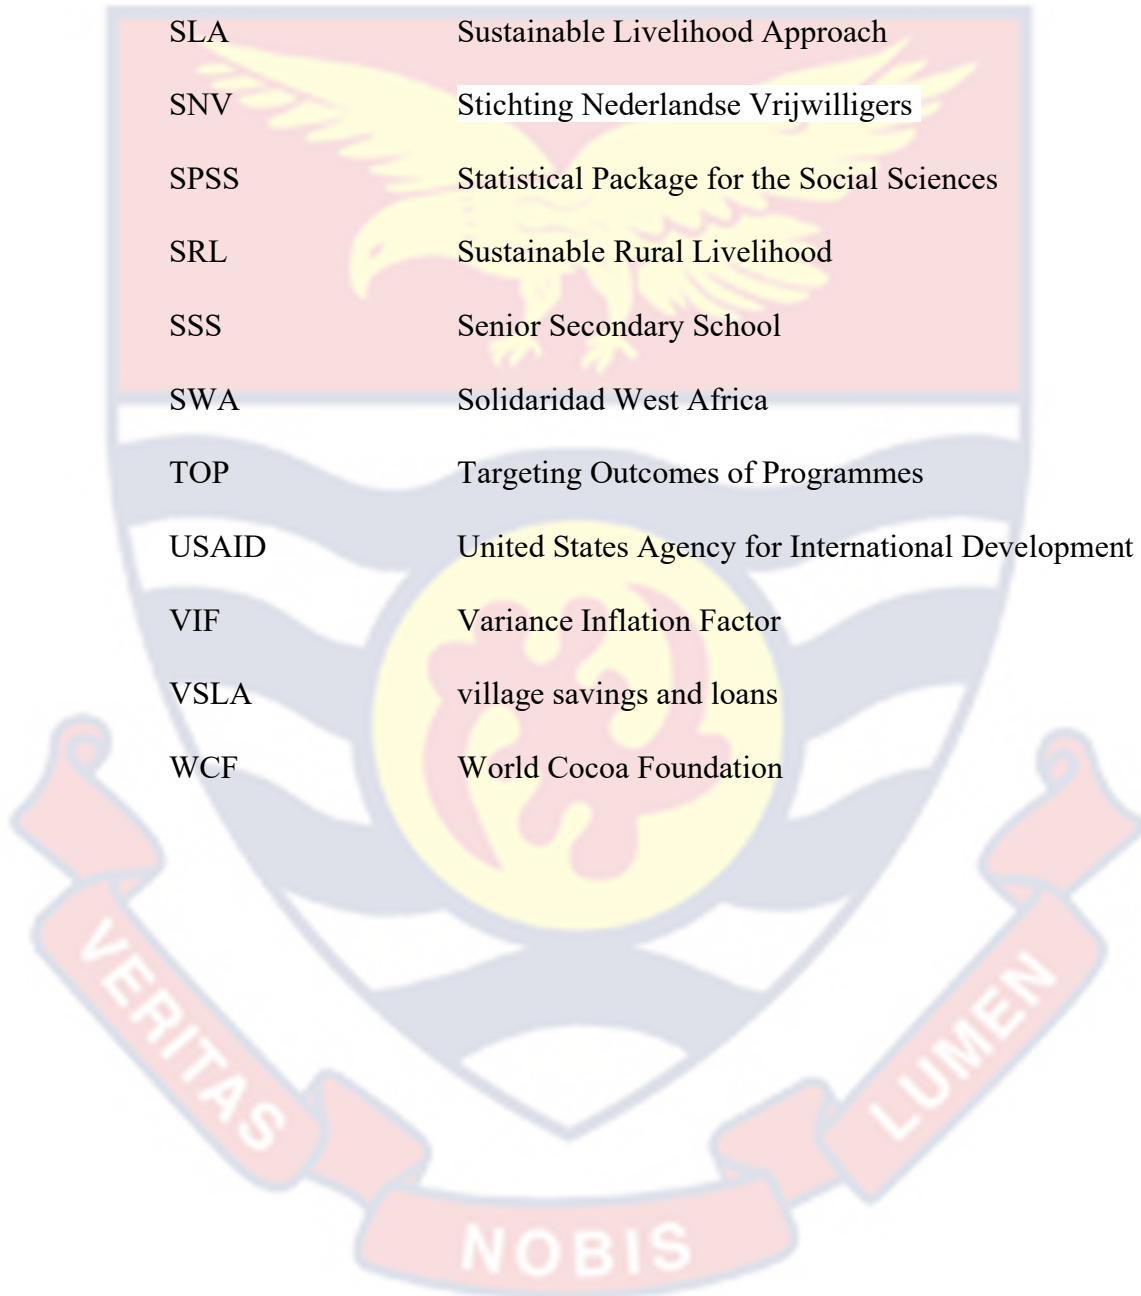 SLA Sustainable Livelihood Approach
SNV Stichting Nederlandse Vrijwilligers
SPSS Statistical Package for the Social Sciences
SRL Sustainable Rural Livelihood
SSS Senior Secondary School
SWA Solidaridad West Africa
TOP Targeting Outcomes of Programmes
USAID United States Agency for International Development
VIF Variance Inflation Factor
VSLA village savings and loans
WCF World Cocoa Foundation
VERITAS
NOBIS
LUMEN